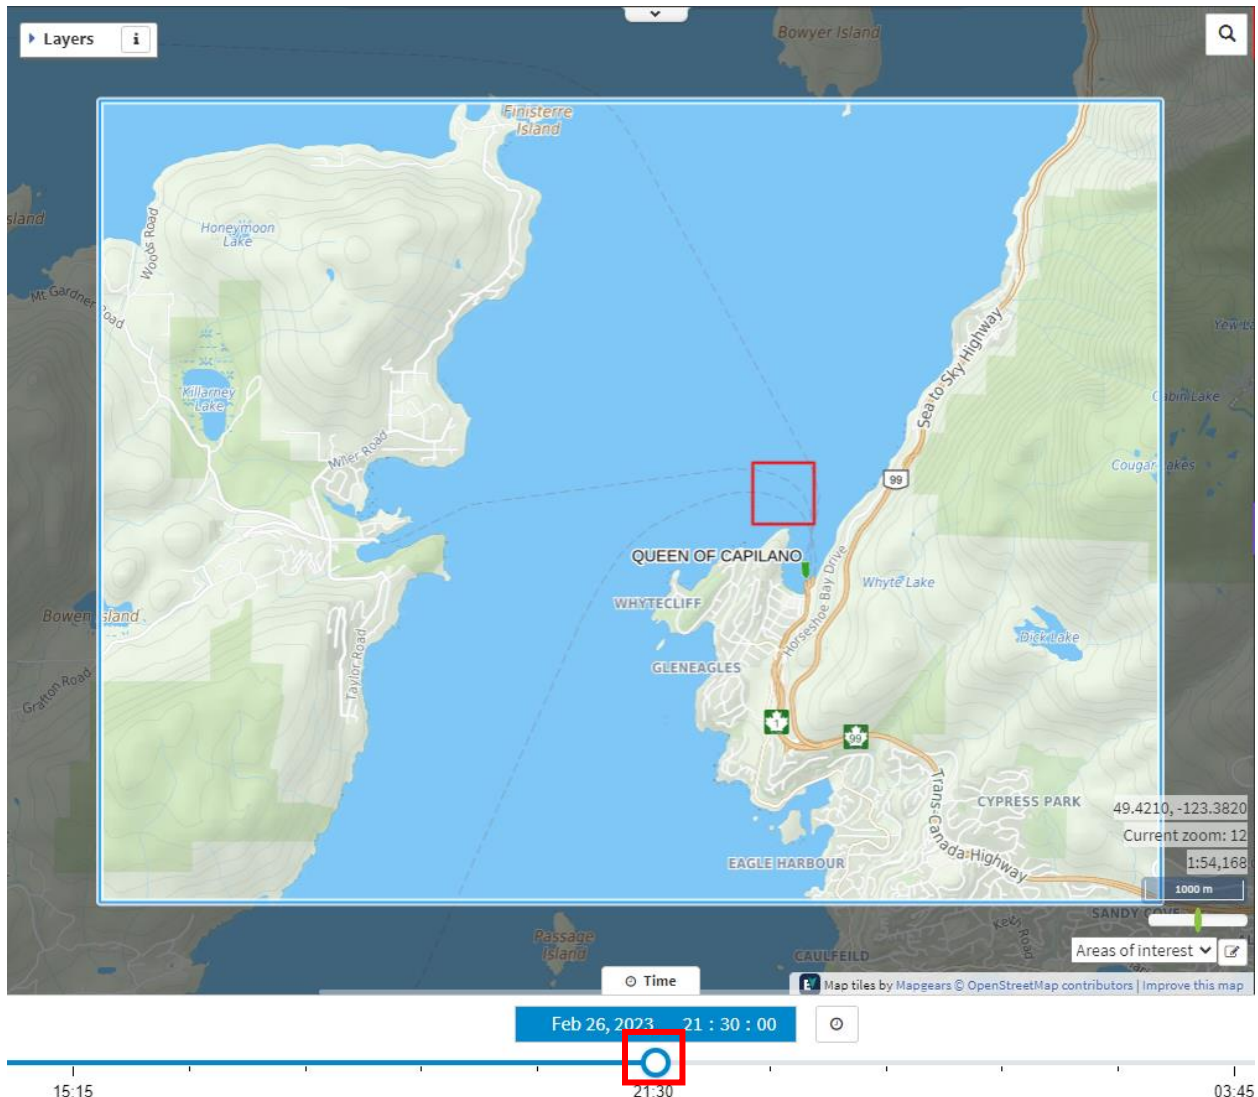 Layers i
Bowyer Island
Finisterre
Island
sland
Woods Road
Honeymoon
Lake
Mt Gardner Road
Killarney
Lake
Miller Road
Sea to Sky Highway
Cabin Lake
Cougar Lakes
99
QUEEN OF CAPILANO
WHYTECLIFF
Horseshoe Bay Drive
Whyte Lake
Bowen Island
Dick Lake
GLENEAGLES
Grafton Road
Taylor Road
1
99
Trans-Canada Highway
CYPRESS PARK
49.4210, -123.3820
Current zoom: 12
1:54,168
EAGLE HARBOUR
1000 m
SANDY COVE
Keith Road
Passage
Island
CAULFEILD
Areas of interest
Time
Map tiles by Mapgears © OpenStreetMap contributors | Improve this map
Feb 26, 2023 21 : 30 : 00
15:15 21:30 03:45